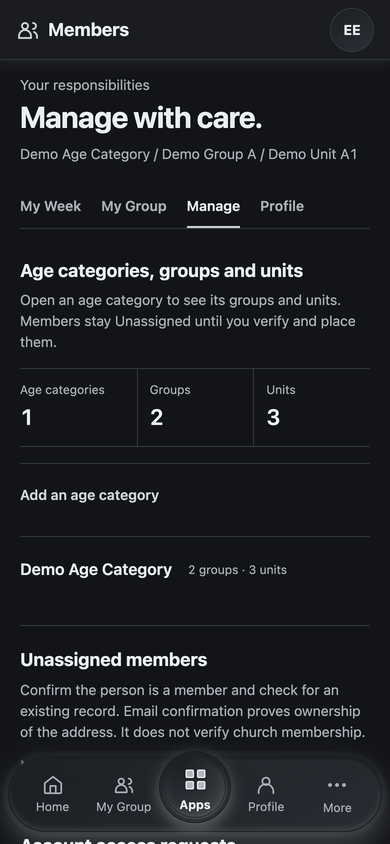 Members
EE
Your responsibilities
Manage with care.
Demo Age Category / Demo Group A / Demo Unit A1
My Week
My Group
Manage
Profile
Age categories, groups and units
Open an age category to see its groups and units.
Members stay Unassigned until you verify and place
them.
Age categories
Groups
Units
1
2
3
Add an age category
Demo Age Category
2 groups · 3 units
Unassigned members
Confirm the person is a member and check for an
existing record. Email confirmation proves ownership
of the address. It does not verify church membership.
Home
My Group
Apps
Profile
More
Account access requests